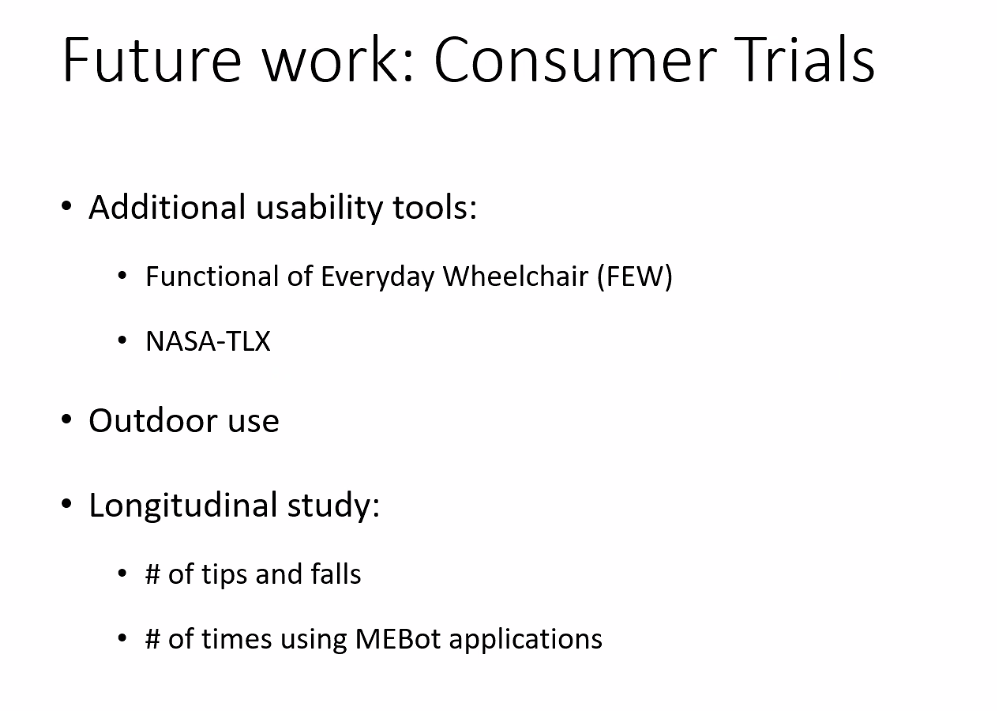 Future work: Consumer Trials
• Additional usability tools:
• Functional of Everyday Wheelchair (FEW)
• NASA-TLX
• Outdoor use
• Longitudinal study:
• # of tips and falls
• # of times using MEBot applications